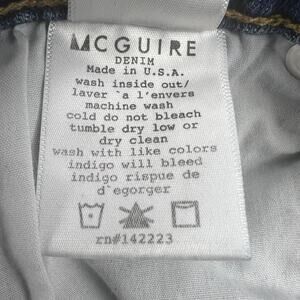 MCGUIRE
DENIM
Made in U.S.A.
wash inside out/
laver `a l'envers
machine wash
cold do not bleach
tumble dry low or
dry clean
wash with like colors
indigo will bleed
indigo rispue de
d`egorger
rn#142223